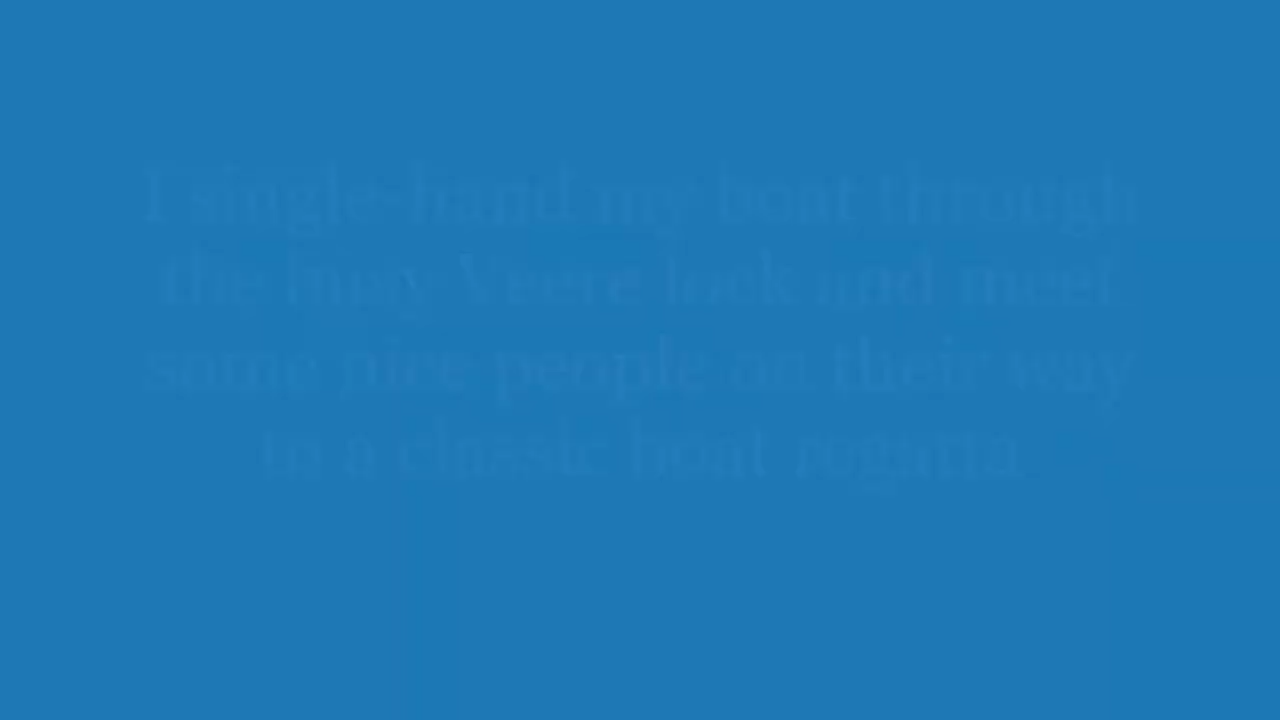 I single-hand my boat through
the busy Veere lock and meet
some nice people on their way
to a classic boat regatta